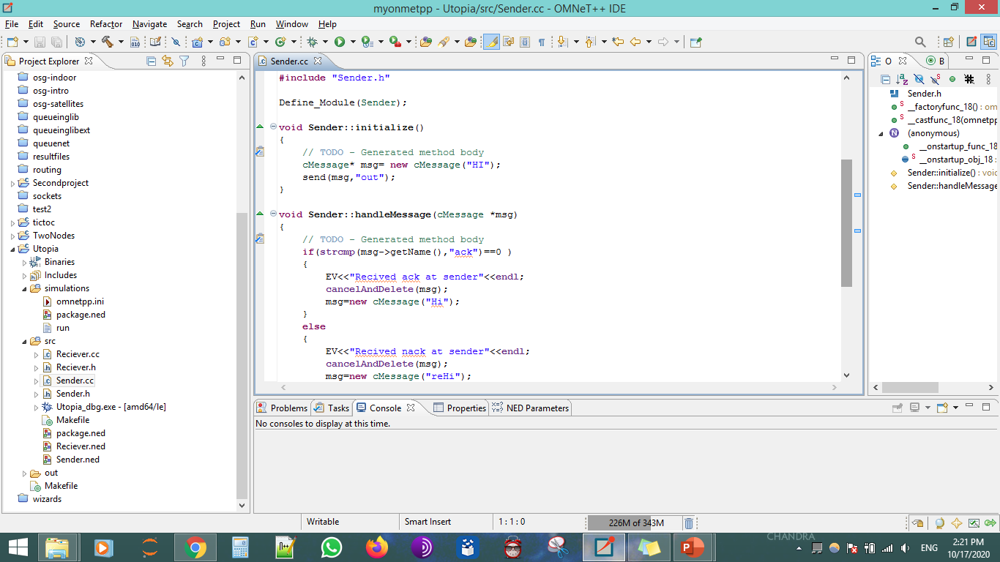 myonmetpp - Utopia/src/Sender.cc - OMNeT++ IDE
File Edit Source Refactor Navigate Search Project Run Window Help
Project Explorer
osg-indoor
osg-intro
osg-satellites
queueinglib
queueinglibext
queuenet
resultfiles
routing
Secondproject
sockets
test2
tictoc
TwoNodes
Utopia
Binaries
Includes
simulations
omnetpp.ini
package.ned
run
src
Reciever.cc
Reciever.h
Sender.cc
Sender.h
Utopia_dbg.exe - [amd64/le]
Makefile
package.ned
Reciever.ned
Sender.ned
out
Makefile
wizards
Sender.cc
#include "Sender.h"
Define_Module(Sender);
void Sender::initialize()
{
// TODO - Generated method body
cMessage* msg= new cMessage("HI");
send(msg,"out");
}
void Sender::handleMessage(cMessage *msg)
{
// TODO - Generated method body
if(strcmp(msg->getName(),"ack")==0 )
{
EV<<"Recived ack at sender"<<endl;
cancelAndDelete(msg);
msg=new cMessage("Hi");
}
else
{
EV<<"Recived nack at sender"<<endl;
cancelAndDelete(msg);
msg=new cMessage("reHi");
O B
Sender.h
__factoryfunc_18() : om
__castfunc_18(omnetpp
(anonymous)
__onstartup_func_18
__onstartup_obj_18 :
Sender::initialize() : void
Sender::handleMessage
Problems Tasks Console Properties NED Parameters
No consoles to display at this time.
Writable Smart Insert 1 : 1 : 0 226M of 343M
CHANDRA
ENG
2:21 PM
10/17/2020